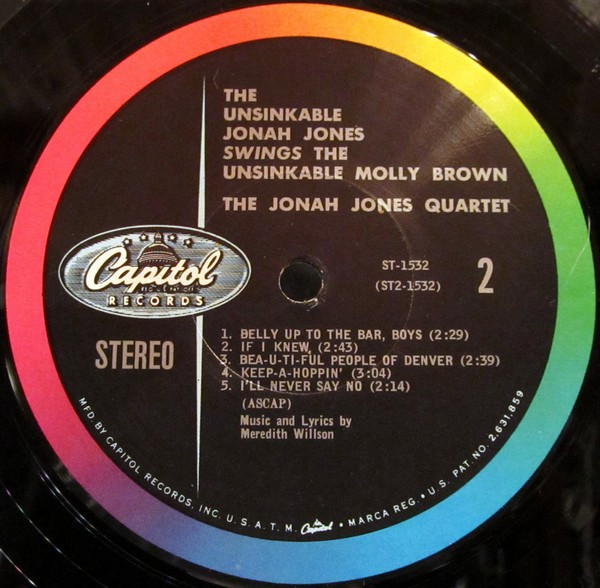 THE
UNSINKABLE
JONAH JONES
SWINGS THE
UNSINKABLE MOLLY BROWN
THE JONAH JONES QUARTET
Capitol
RECORDS
ST-1532
(ST2-1532)
2
STEREO
1. BELLY UP TO THE BAR, BOYS (2:29)
2. IF I KNEW, (2:43)
3. BEA-U-TI-FUL PEOPLE OF DENVER (2:39)
4. KEEP-A-HOPPIN' (3:04)
5. I'LL NEVER SAY NO (2:14)
(ASCAP)
Music and Lyrics by
Meredith Willson
MFD. BY CAPITOL RECORDS, INC. U. S. A. T. M. Capitol • MARCA REG. • U. S. PAT. NO. 2,631,859